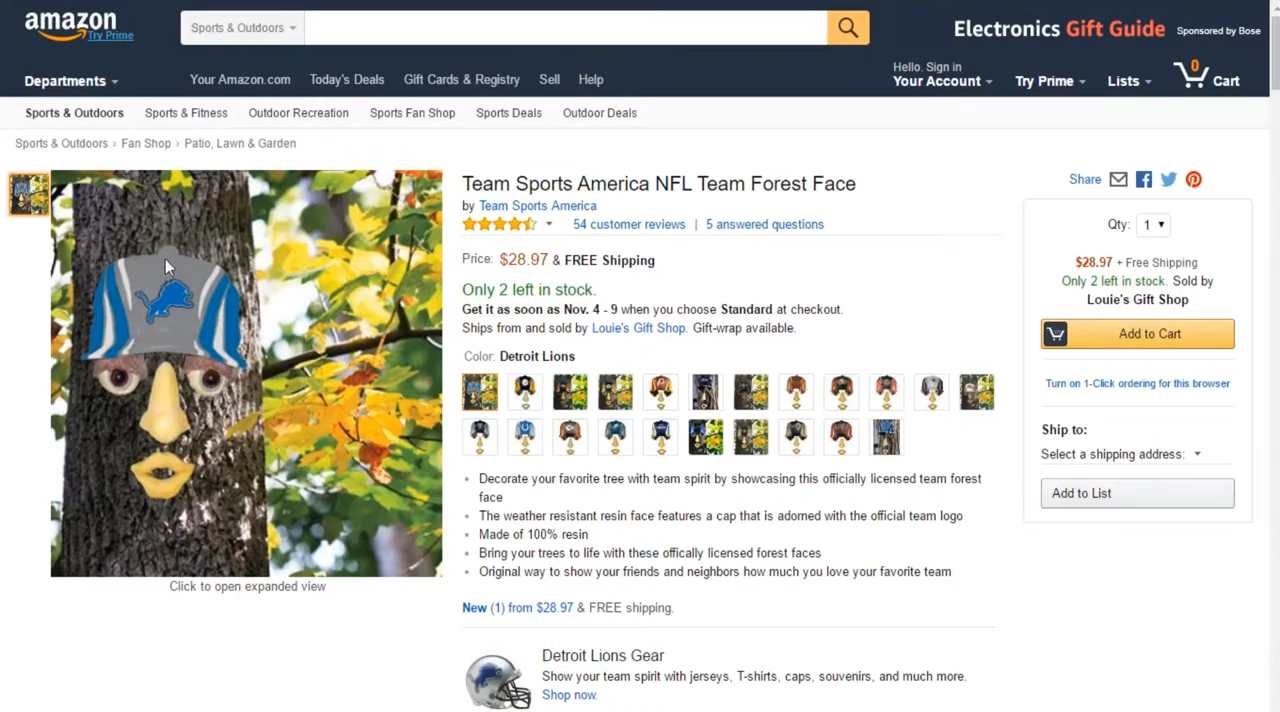 amazon
Try Prime
Sports & Outdoors
Electronics Gift Guide Sponsored by Bose
Departments
Your Amazon.com Today's Deals Gift Cards & Registry Sell Help
Hello. Sign in
Your Account
Try Prime
Lists
0
Cart
Sports & Outdoors Sports & Fitness Outdoor Recreation Sports Fan Shop Sports Deals Outdoor Deals
Sports & Outdoors › Fan Shop › Patio, Lawn & Garden
Team Sports America NFL Team Forest Face
by Team Sports America
54 customer reviews | 5 answered questions
Price: $28.97 & FREE Shipping
Only 2 left in stock.
Get it as soon as Nov. 4 - 9 when you choose Standard at checkout.
Ships from and sold by Louie's Gift Shop. Gift-wrap available.
Color: Detroit Lions
• Decorate your favorite tree with team spirit by showcasing this officially licensed team forest
face
• The weather resistant resin face features a cap that is adorned with the official team logo
• Made of 100% resin
• Bring your trees to life with these offically licensed forest faces
• Original way to show your friends and neighbors how much you love your favorite team
New (1) from $28.97 & FREE shipping.
Detroit Lions Gear
Show your team spirit with jerseys, T-shirts, caps, souvenirs, and much more.
Shop now.
Click to open expanded view
Share
Qty: 1
$28.97 + Free Shipping
Only 2 left in stock. Sold by
Louie's Gift Shop
Add to Cart
Turn on 1-Click ordering for this browser
Ship to:
Select a shipping address:
Add to List